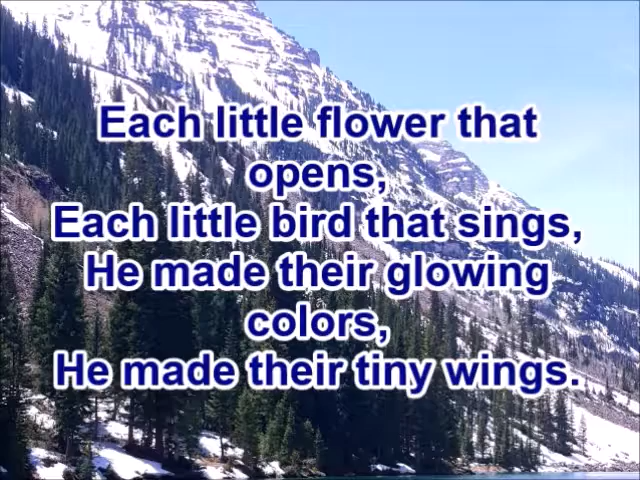 Each little flower that
opens,
Each little bird that sings,
He made their glowing
colors,
He made their tiny wings.